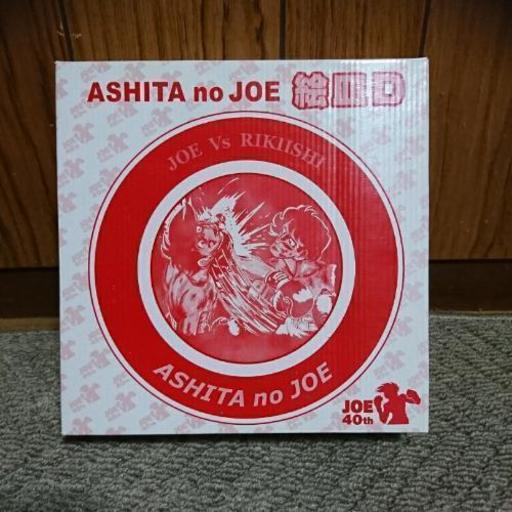 ASHITA no JOE 絵皿D
JOE Vs RIKIISHI
ASHITA no JOE
JOE
40th